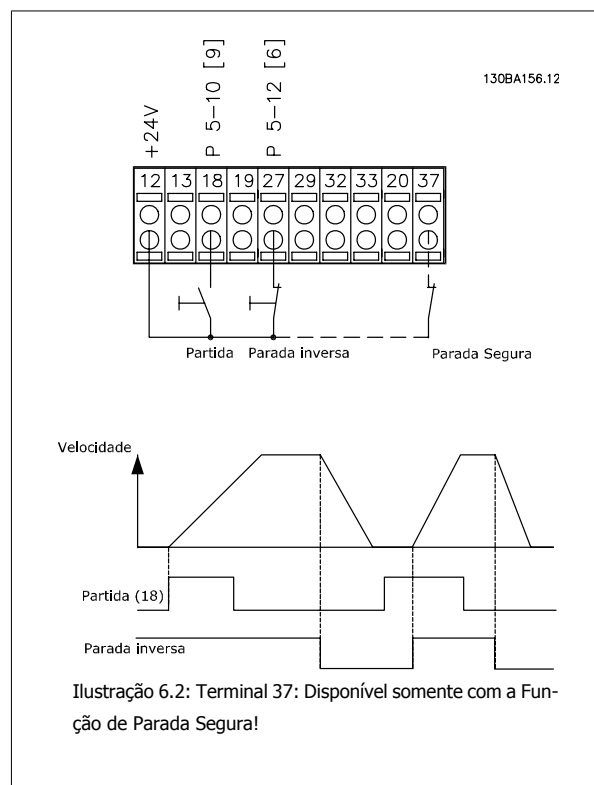 130BA156.12
+24V
P 5-10 [9]
P 5-12 [6]
12 13 18 19 27 29 32 33 20 37
Partida Parada inversa Parada Segura
Velocidade
Partida (18)
Parada inversa
Ilustração 6.2: Terminal 37: Disponível somente com a Fun-
ção de Parada Segura!